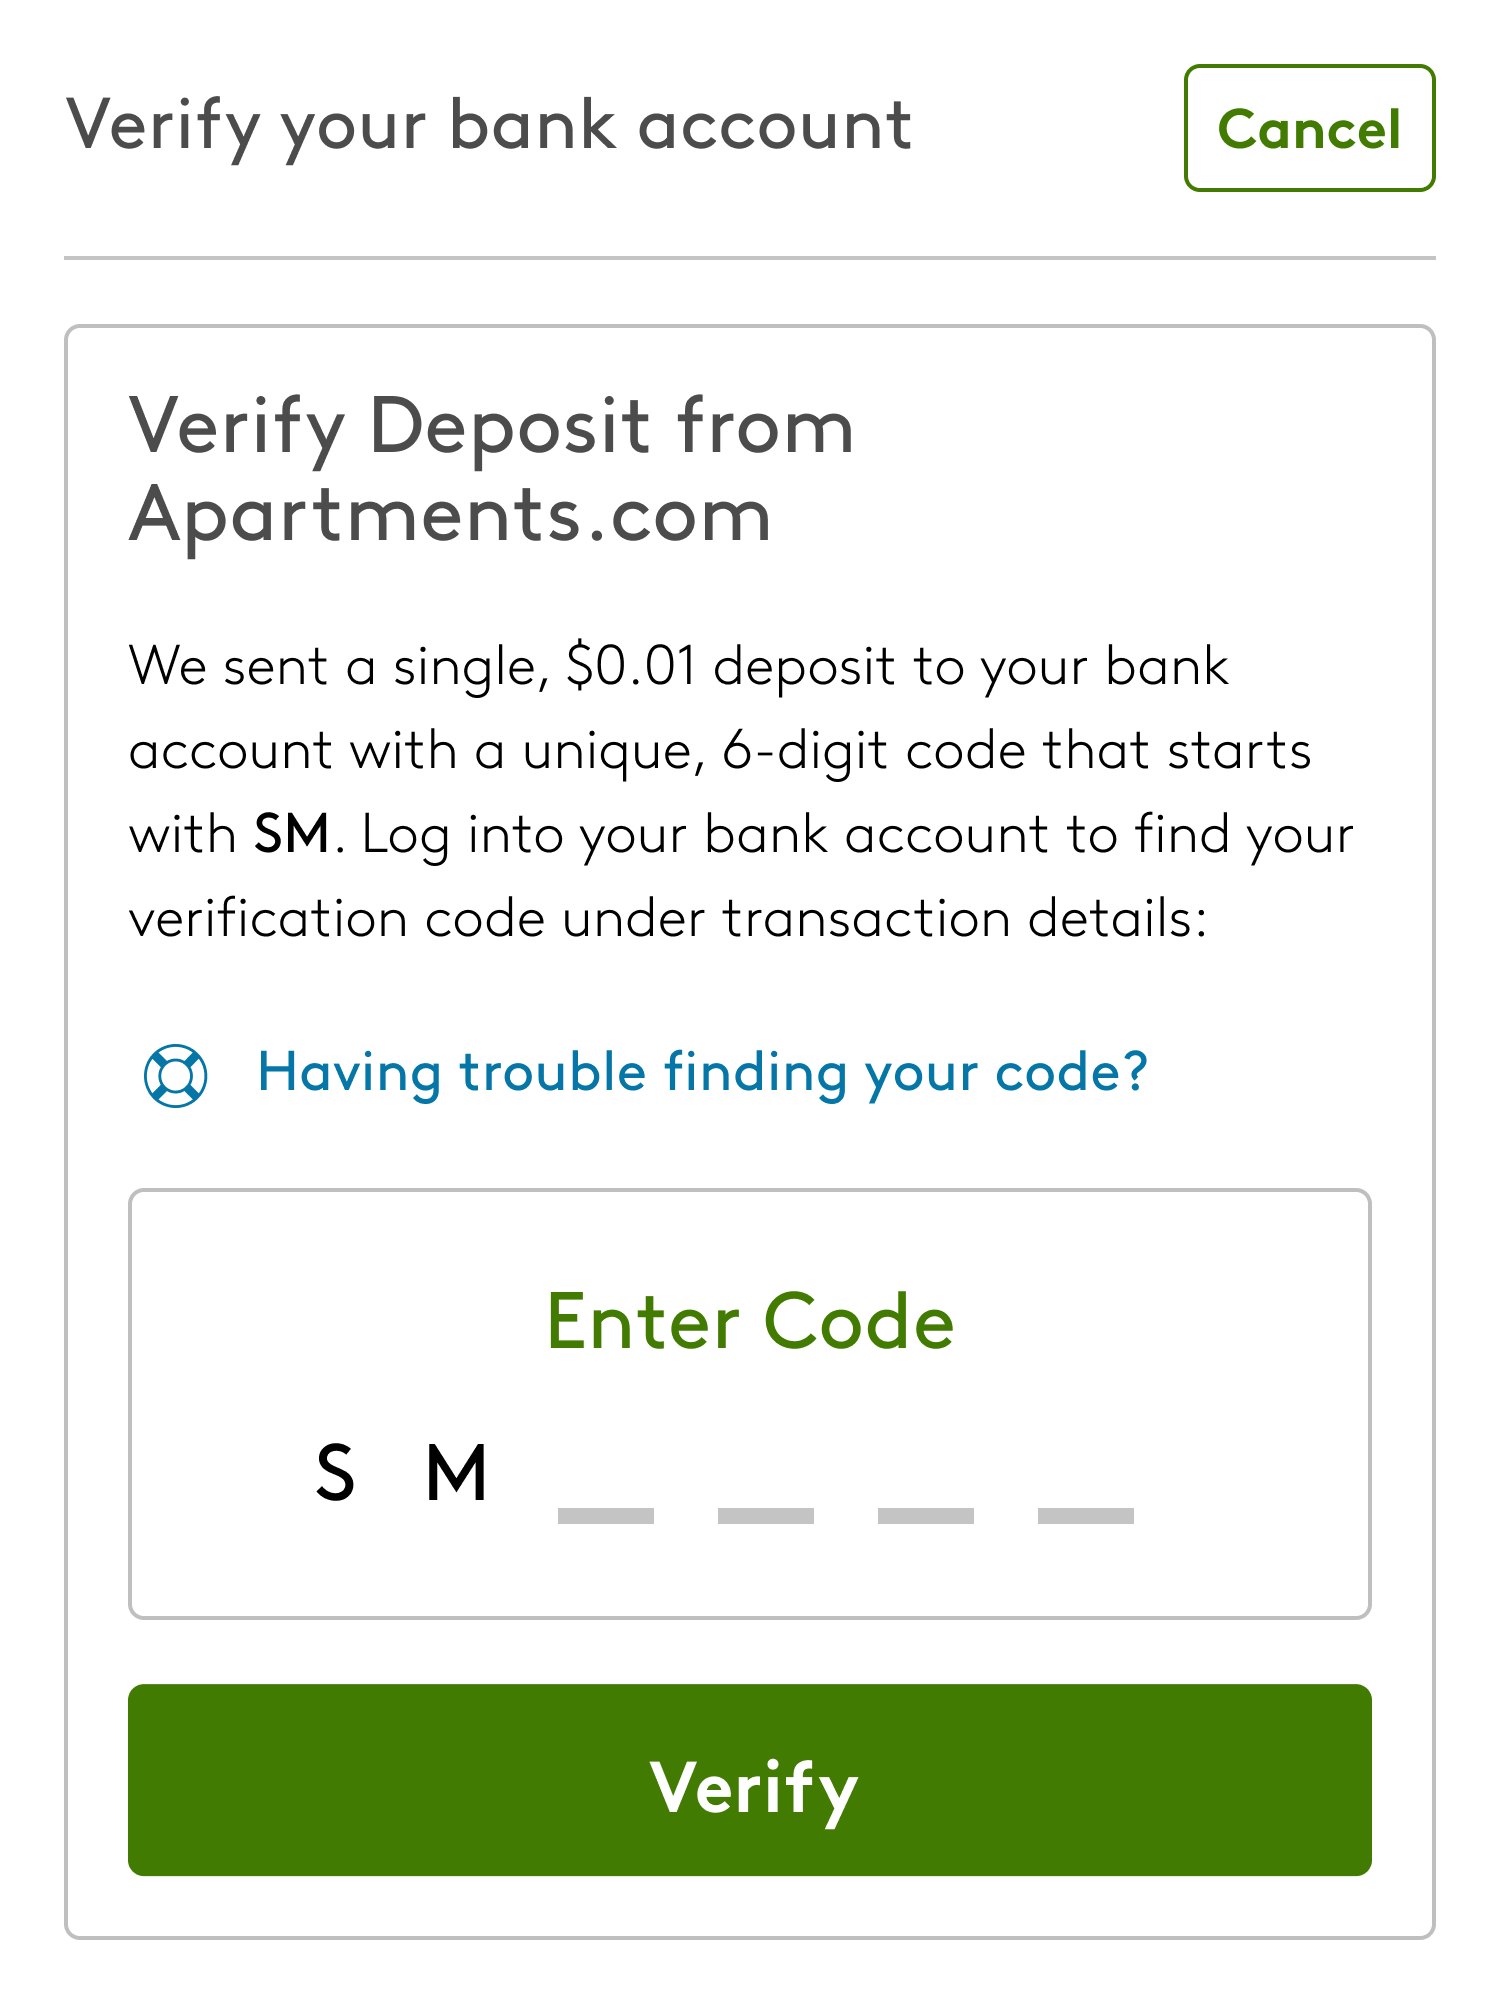 Verify your bank account
Cancel
Verify Deposit from
Apartments.com
We sent a single, $0.01 deposit to your bank
account with a unique, 6-digit code that starts
with SM. Log into your bank account to find your
verification code under transaction details:
Having trouble finding your code?
Enter Code
S M
Verify